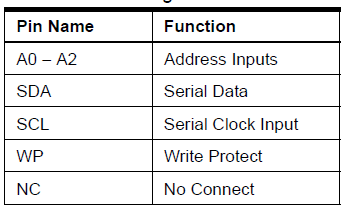 Pin Name Function
A0 – A2 Address Inputs
SDA Serial Data
SCL Serial Clock Input
WP Write Protect
NC No Connect